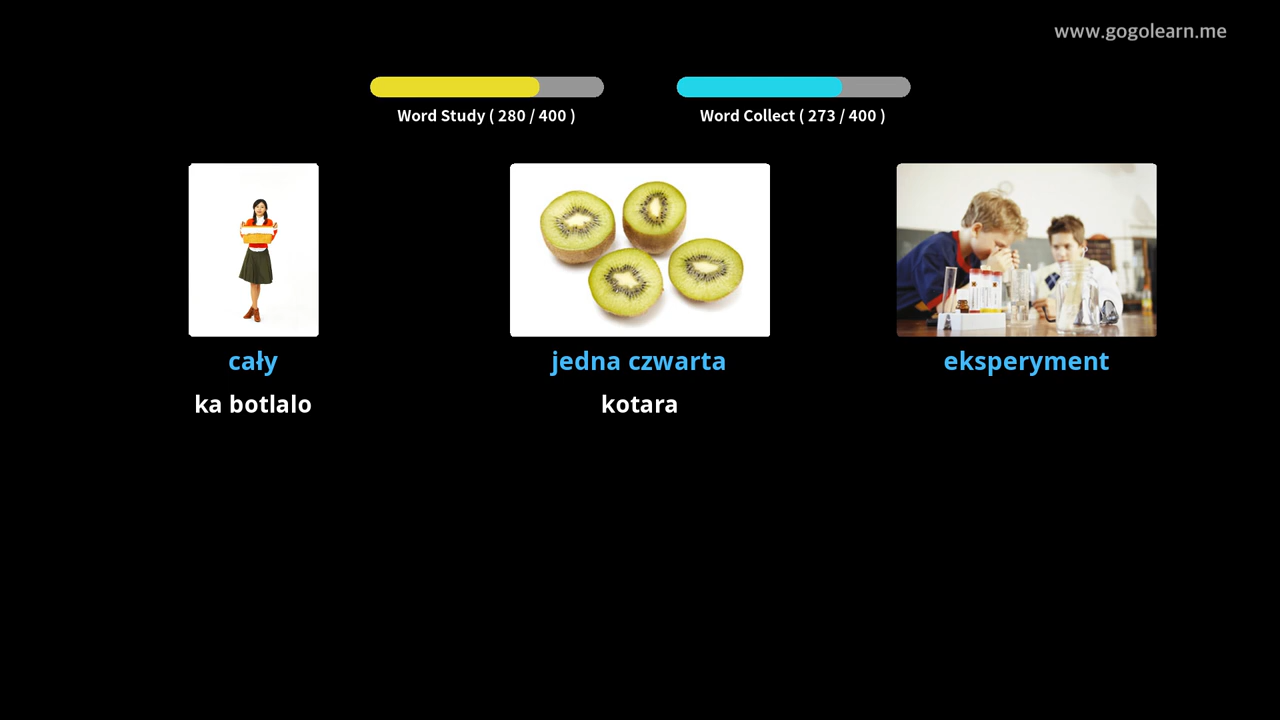 www.gogolearn.me
Word Study ( 280 / 400 )
Word Collect ( 273 / 400 )
cały
jedna czwarta
eksperyment
ka botlalo
kotara